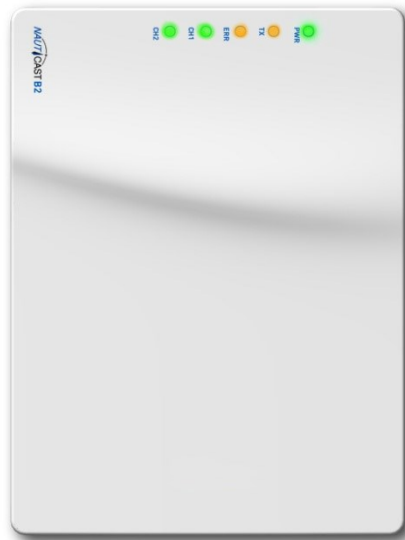 NAUTICAST B2
PWR
TX
ERR
CH1
CH2